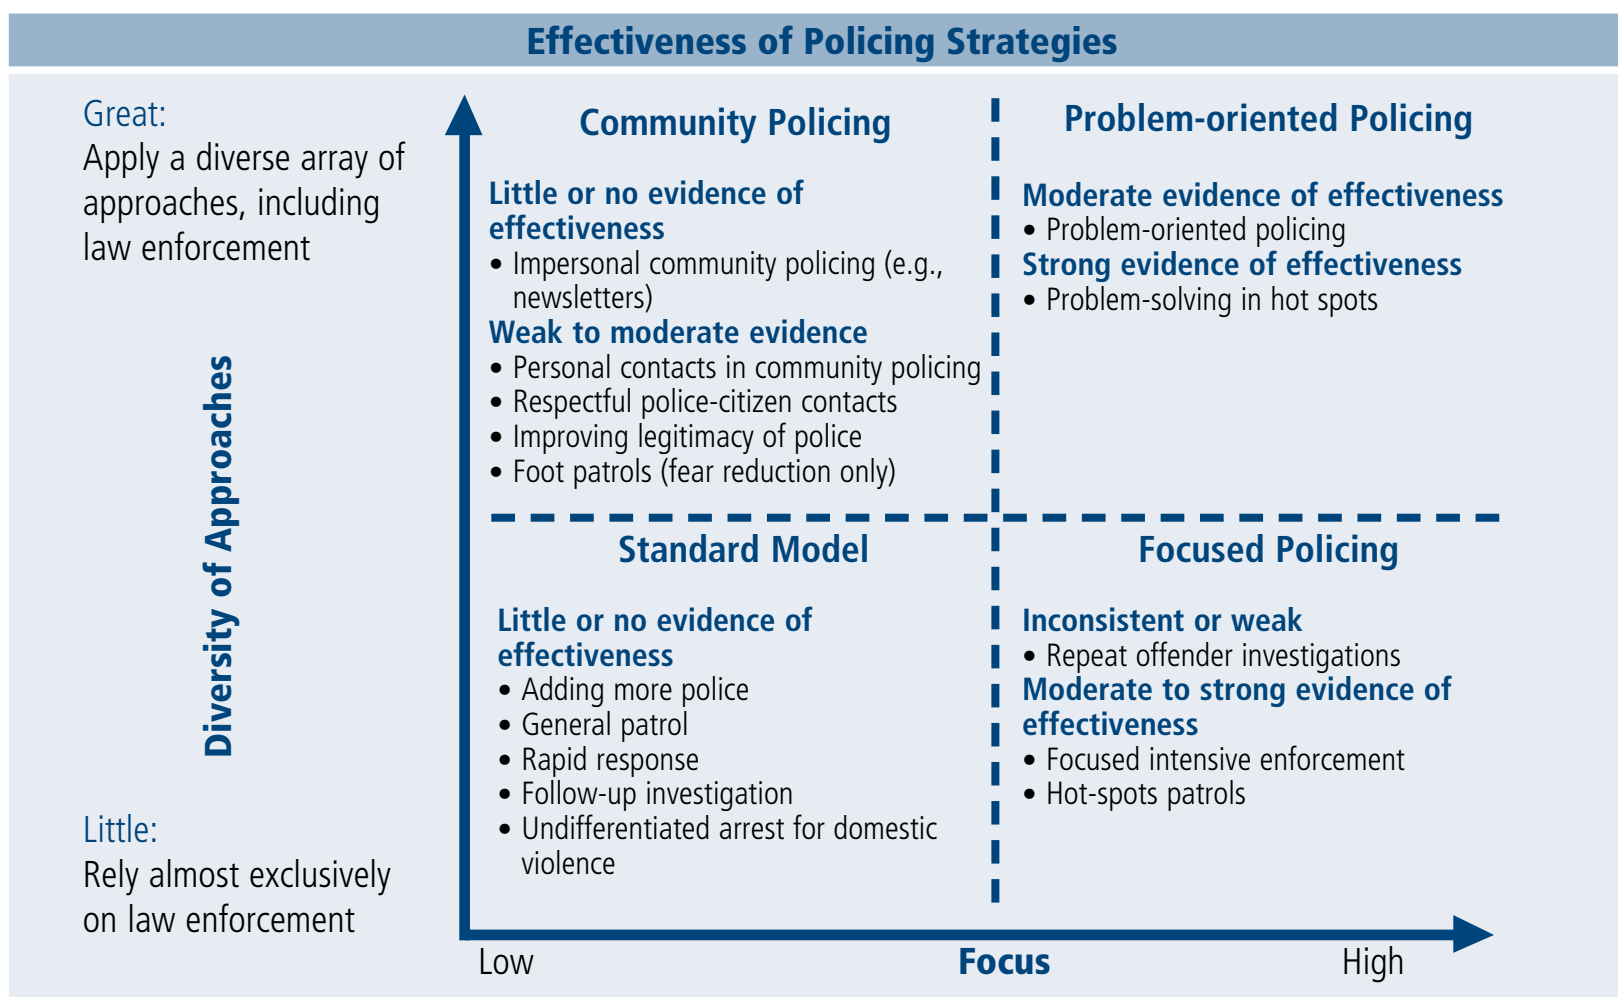 Effectiveness of Policing Strategies
Great:
Apply a diverse array of
approaches, including
law enforcement
Diversity of Approaches
Little:
Rely almost exclusively
on law enforcement
Community Policing
Little or no evidence of
effectiveness
• Impersonal community policing (e.g.,
newsletters)
Weak to moderate evidence
• Personal contacts in community policing
• Respectful police-citizen contacts
• Improving legitimacy of police
• Foot patrols (fear reduction only)
Problem-oriented Policing
Moderate evidence of effectiveness
• Problem-oriented policing
Strong evidence of effectiveness
• Problem-solving in hot spots
Standard Model
Little or no evidence of
effectiveness
• Adding more police
• General patrol
• Rapid response
• Follow-up investigation
• Undifferentiated arrest for domestic
violence
Focused Policing
Inconsistent or weak
• Repeat offender investigations
Moderate to strong evidence of
effectiveness
• Focused intensive enforcement
• Hot-spots patrols
Low
Focus
High